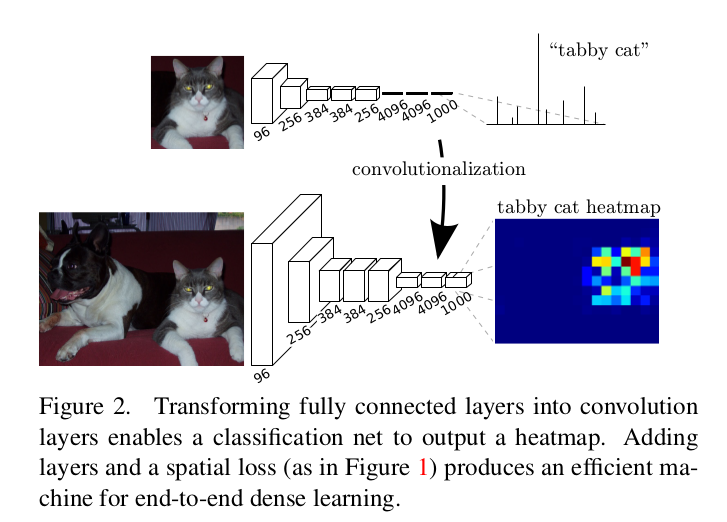 “tabby cat”
96
256
384
384
256
4096
4096
1000
convolutionalization
tabby cat heatmap
96
256
384
384
256
4096
4096
1000
Figure 2. Transforming fully connected layers into convolution
layers enables a classification net to output a heatmap. Adding
layers and a spatial loss (as in Figure 1) produces an efficient ma-
chine for end-to-end dense learning.